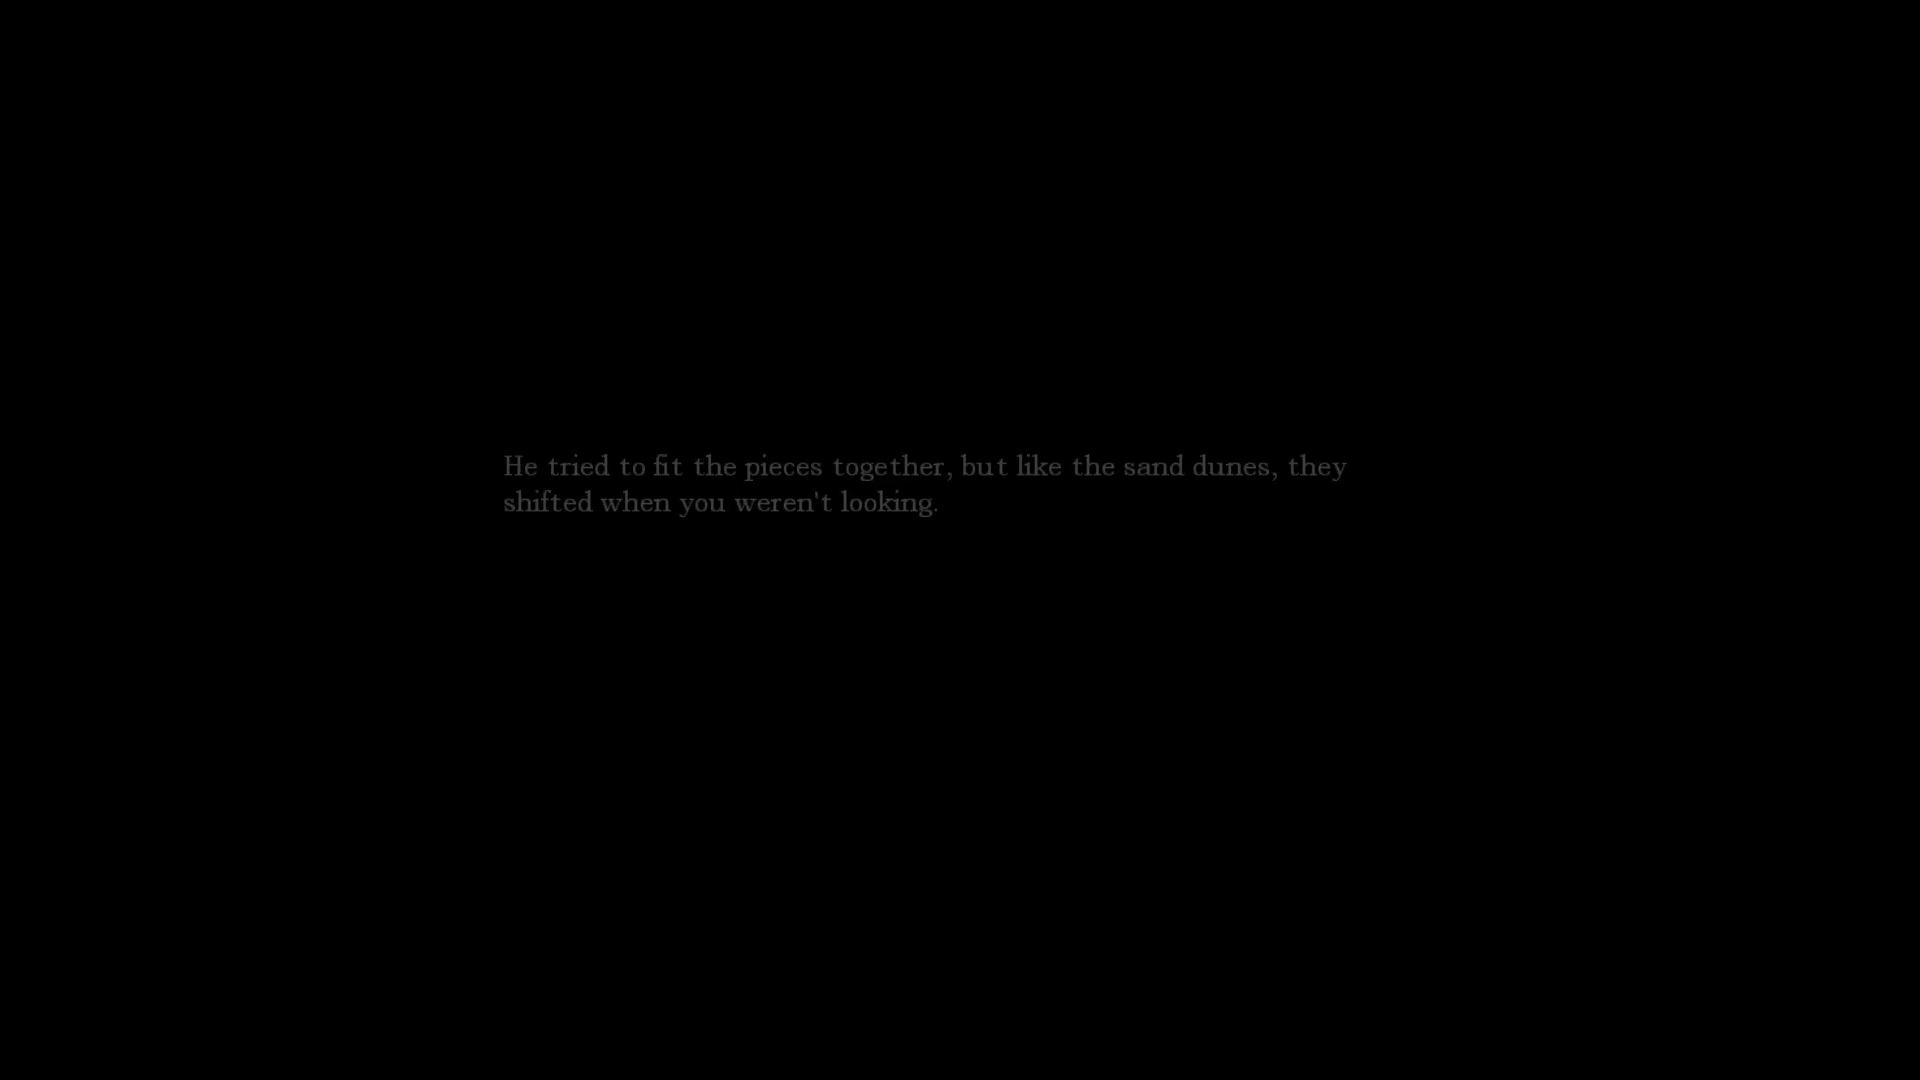 He tried to fit the pieces together, but like the sand dunes, they
shifted when you weren't looking.